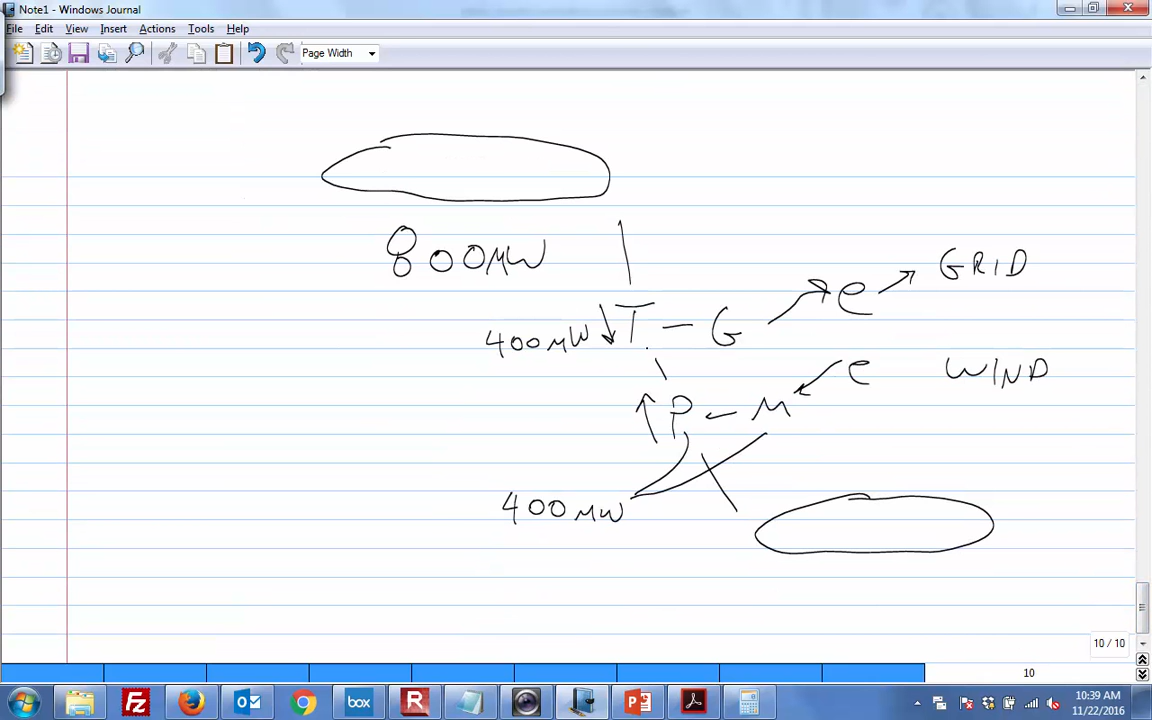 Note1 - Windows Journal
File Edit View Insert Actions Tools Help
Page Width
800MW
GRID
e
400MW T - G
e WIND
P M
400MW
10 / 10
10
box
R
10:39 AM
11/22/2016